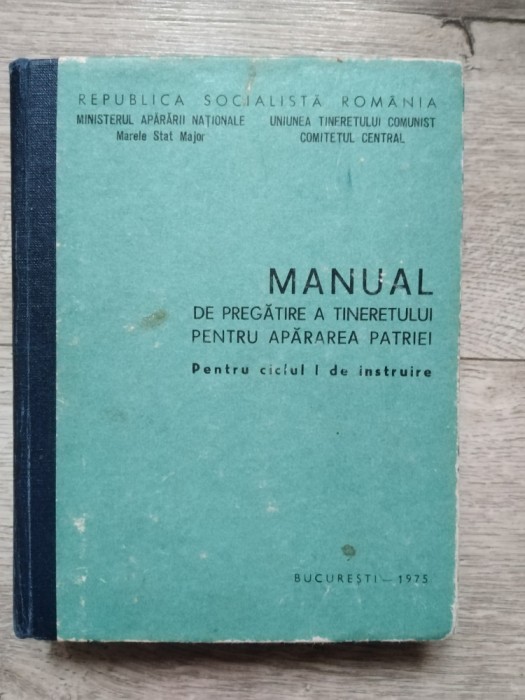 REPUBLICA SOCIALISTĂ ROMÂNIA
MINISTERUL APĂRĂRII NAȚIONALE
Marele Stat Major
UNIUNEA TINERETULUI COMUNIST
COMITETUL CENTRAL
MANUAL
DE PREGĂTIRE A TINERETULUI
PENTRU APĂRAREA PATRIEI
Pentru ciclul I de instruire
BUCUREȘTI — 1975